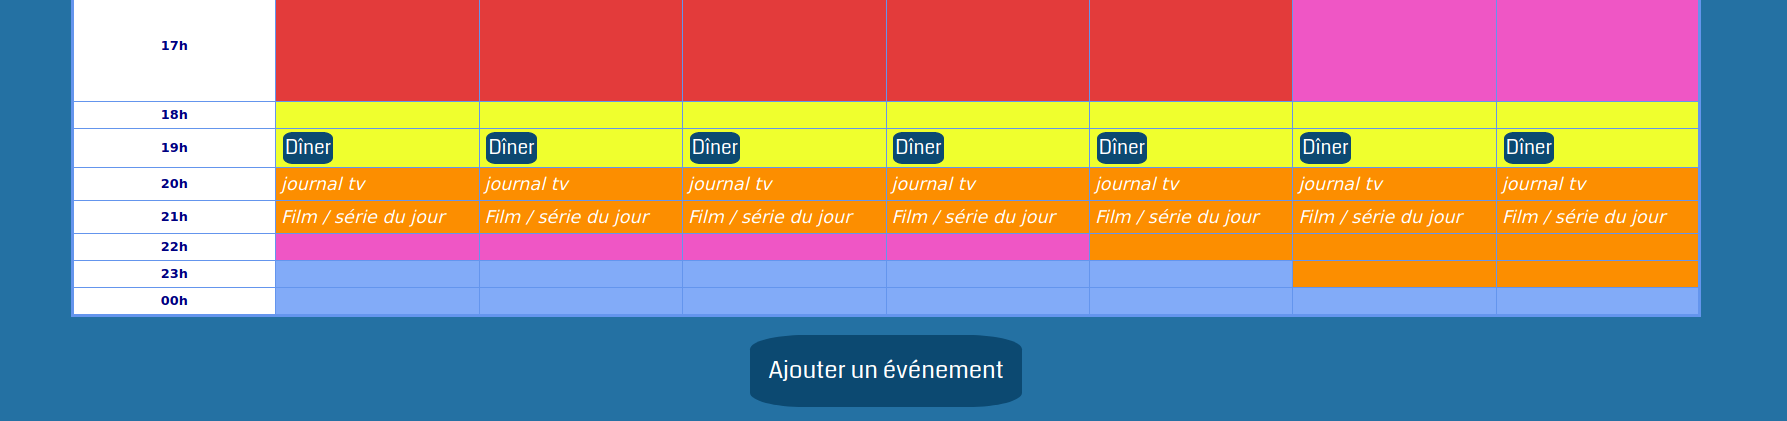 17h
18h
19h Dîner Dîner Dîner Dîner Dîner Dîner Dîner
20h journal tv journal tv journal tv journal tv journal tv journal tv journal tv
21h Film / série du jour Film / série du jour Film / série du jour Film / série du jour Film / série du jour Film / série du jour Film / série du jour
22h
23h
00h
Ajouter un événement